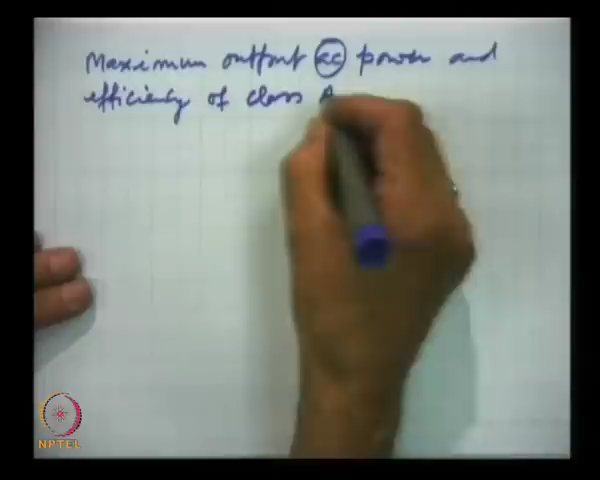 Maximum output ac power and
efficiency of class A
NPTEL